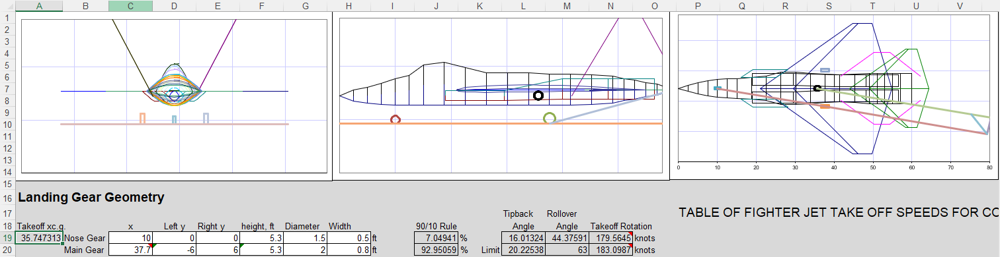 A B C D E F G H I J K L M N O P Q R S T U V
1
2
3
4
5
6
7
8
9
10
11
12
13
14
0 10 20 30 40 50 60 70 80
15
16 Landing Gear Geometry
17 Tipback Rollover TABLE OF FIGHTER JET TAKE OFF SPEEDS FOR CO
18 Takeoff xc.g. x Left y Right y height, ft Diameter Width 90/10 Rule Angle Angle Takeoff Rotation
19 35.747313 Nose Gear 10 0 0 5.3 1.5 0.5 ft 7.04941 % 16.01324 44.37591 179.5645 knots
20 Main Gear 37.7 -6 6 5.3 2 0.8 ft 92.95059 % Limit 20.22538 63 183.0987 knots